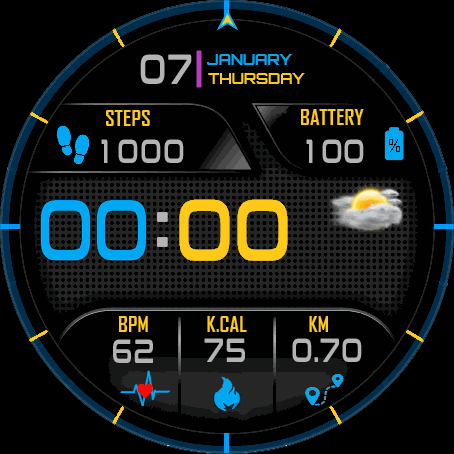 07 JANUARY
THURSDAY
STEPS
1000
BATTERY
100 %
00:00
BPM
62
K.CAL
75
KM
0.70